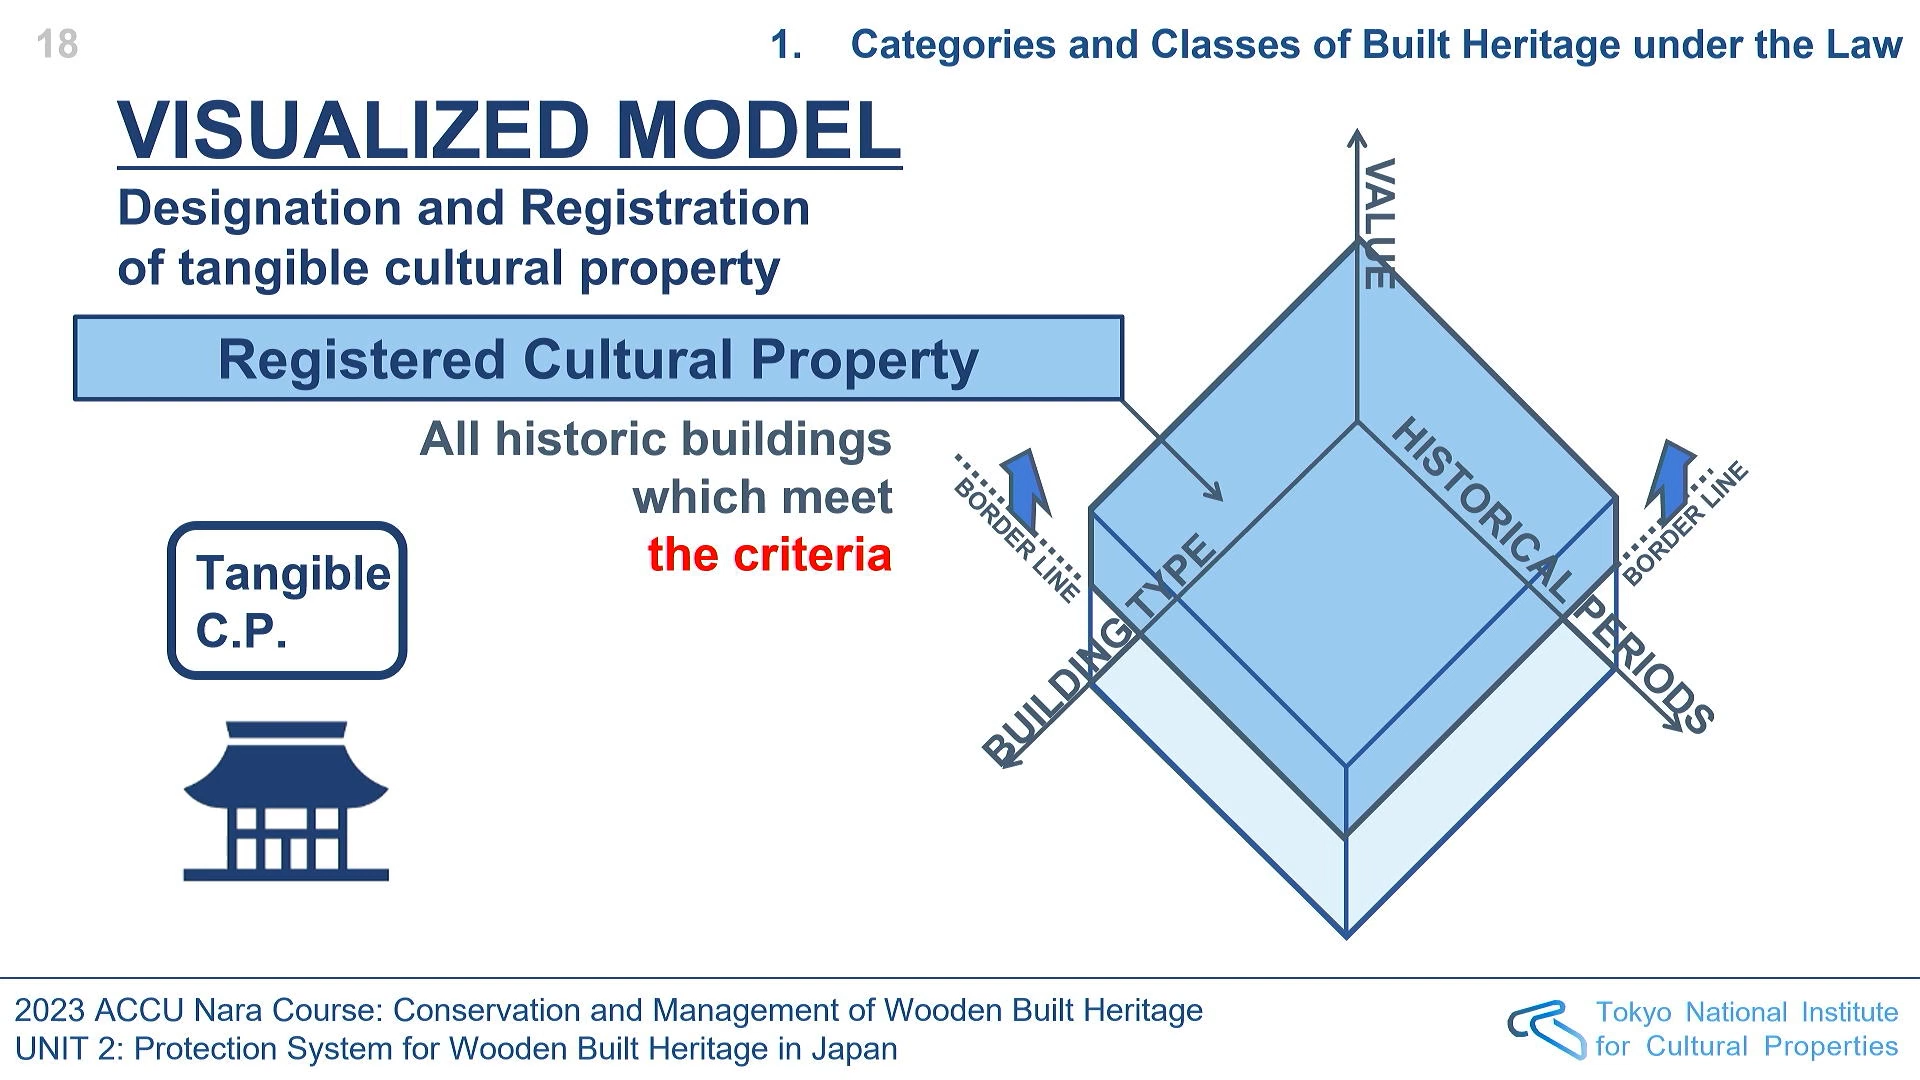 18
1. Categories and Classes of Built Heritage under the Law
VISUALIZED MODEL
Designation and Registration
of tangible cultural property
Registered Cultural Property
All historic buildings
which meet
the criteria
Tangible
C.P.
VALUE
HISTORICAL PERIODS
BUILDING TYPE
BORDER LINE
BORDER LINE
2023 ACCU Nara Course: Conservation and Management of Wooden Built Heritage
UNIT 2: Protection System for Wooden Built Heritage in Japan
Tokyo National Institute
for Cultural Properties